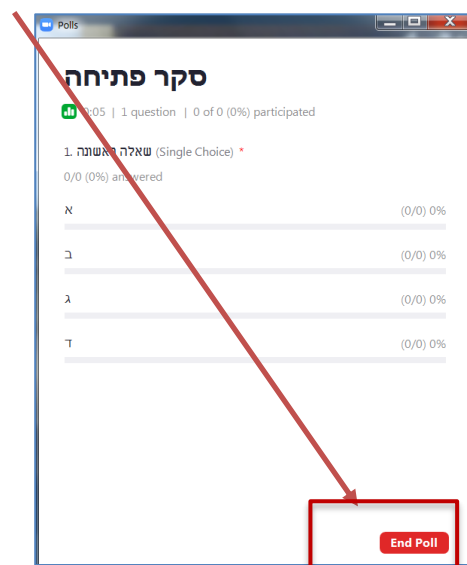 Polls
סקר פתיחה
0:05 | 1 question | 0 of 0 (0%) participated
1. שאלה ראשונה (Single Choice) *
0/0 (0%) answered
א (0/0) 0%
ב (0/0) 0%
ג (0/0) 0%
ד (0/0) 0%
End Poll